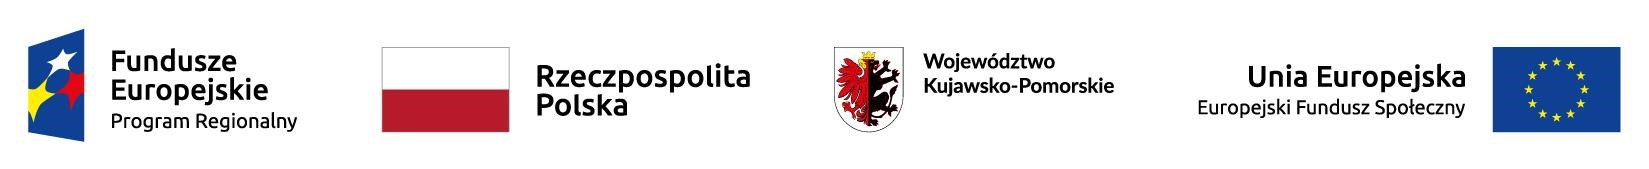 Fundusze
Europejskie
Program Regionalny
Rzeczpospolita
Polska
Województwo
Kujawsko-Pomorskie
Unia Europejska
Europejski Fundusz Społeczny